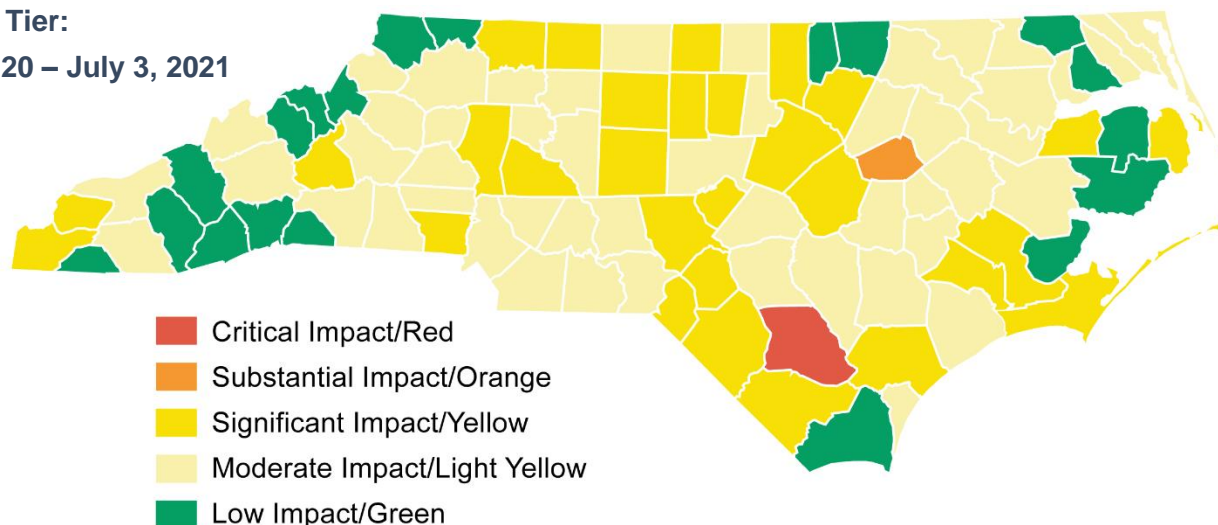 Tier:
20 – July 3, 2021
Critical Impact/Red
Substantial Impact/Orange
Significant Impact/Yellow
Moderate Impact/Light Yellow
Low Impact/Green